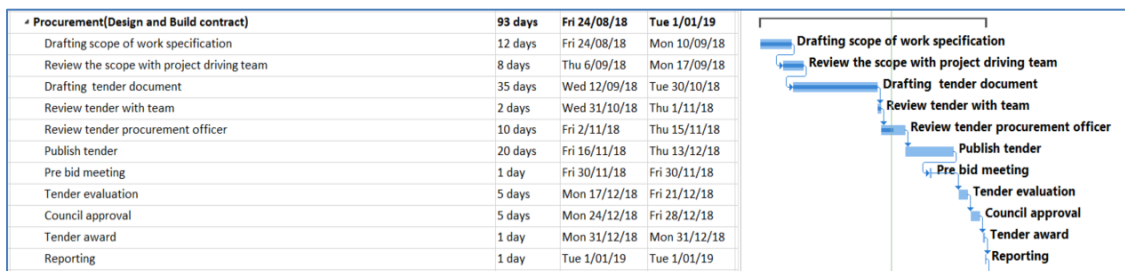 Procurement(Design and Build contract) 93 days Fri 24/08/18 Tue 1/01/19
Drafting scope of work specification 12 days Fri 24/08/18 Mon 10/09/18 Drafting scope of work specification
Review the scope with project driving team 8 days Thu 6/09/18 Mon 17/09/18 Review the scope with project driving team
Drafting tender document 35 days Wed 12/09/18 Tue 30/10/18 Drafting tender document
Review tender with team 2 days Wed 31/10/18 Thu 1/11/18 Review tender with team
Review tender procurement officer 10 days Fri 2/11/18 Thu 15/11/18 Review tender procurement officer
Publish tender 20 days Fri 16/11/18 Thu 13/12/18 Publish tender
Pre bid meeting 1 day Fri 30/11/18 Fri 30/11/18 Pre bid meeting
Tender evaluation 5 days Mon 17/12/18 Fri 21/12/18 Tender evaluation
Council approval 5 days Mon 24/12/18 Fri 28/12/18 Council approval
Tender award 1 day Mon 31/12/18 Mon 31/12/18 Tender award
Reporting 1 day Tue 1/01/19 Tue 1/01/19 Reporting